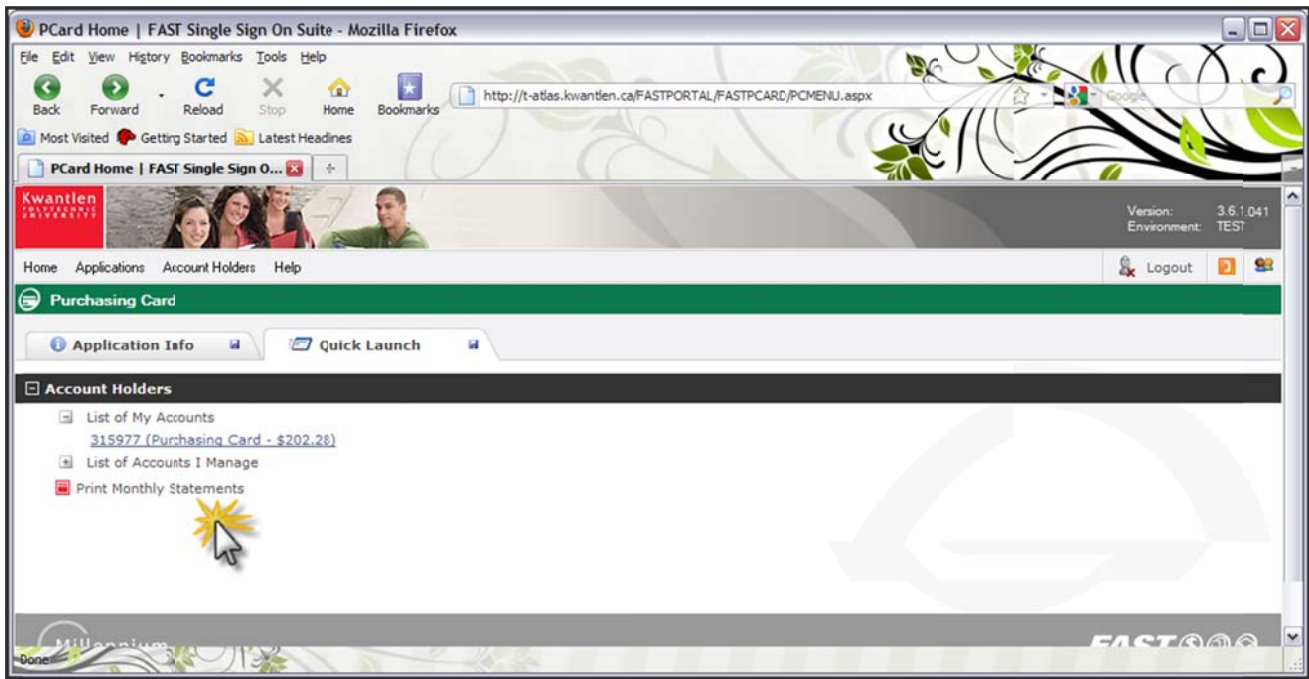 PCard Home | FAST Single Sign On Suite - Mozilla Firefox
File Edit View History Bookmarks Tools Help
Back Forward Reload Stop Home Bookmarks http://t-atlas.kwantlen.ca/FASTPORTAL/FASTPCARD/PCMENU.aspx Google
Most Visited Getting Started Latest Headlines
PCard Home | FAST Single Sign O...
Kwantlen
POLYTECHNIC
UNIVERSITY
Version: 3.6.1.041
Environment: TEST
Home Applications Account Holders Help Logout
Purchasing Card
Application Info Quick Launch
Account Holders
List of My Accounts
315977 (Purchasing Card - $202.28)
List of Accounts I Manage
Print Monthly Statements
Millennium FAST
Done